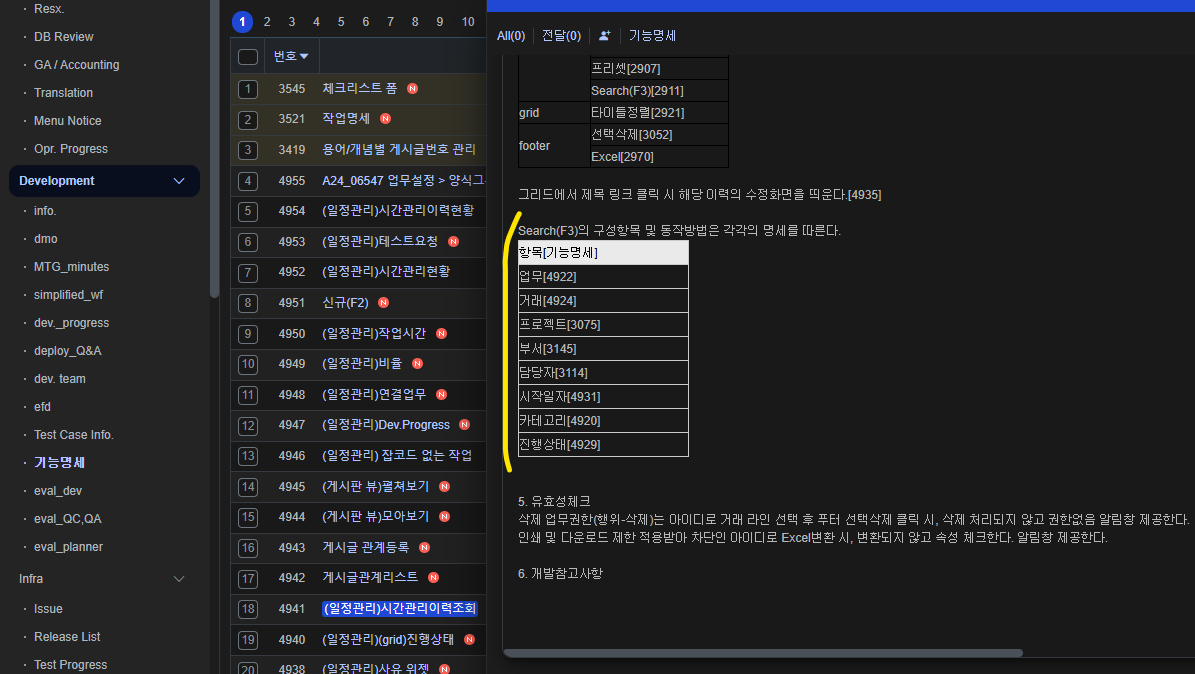 Resx.
DB Review
GA / Accounting
Translation
Menu Notice
Opr. Progress
Development
info.
dmo
MTG_minutes
simplified_wf
dev._progress
deploy_Q&A
dev. team
efd
Test Case Info.
기능명세
eval_dev
eval_QC,QA
eval_planner
Infra
Issue
Release List
Test Progress
1 2 3 4 5 6 7 8 9 10
번호
1 3545 체크리스트 폼 N
2 3521 작업명세 N
3 3419 용어/개념별 게시글번호 관리
4 4955 A24_06547 업무설정 > 양식그
5 4954 (일정관리)시간관리이력현황
6 4953 (일정관리)테스트요청 N
7 4952 (일정관리)시간관리현황
8 4951 신규(F2) N
9 4950 (일정관리)작업시간 N
10 4949 (일정관리)비율 N
11 4948 (일정관리)연결업무 N
12 4947 (일정관리)Dev.Progress N
13 4946 (일정관리) 잡코드 없는 작업
14 4945 (게시판 뷰)펼쳐보기 N
15 4944 (게시판 뷰)모아보기 N
16 4943 게시글 관계등록 N
17 4942 게시글관계리스트 N
18 4941 (일정관리)시간관리이력조회
19 4940 (일정관리)(grid)진행상태 N
20 4938 (일정관리)사유 위젯 N
All(0) 전달(0) 기능명세
프리셋[2907]
Search(F3)[2911]
grid 타이틀정렬[2921]
footer 선택삭제[3052]
Excel[2970]
그리드에서 제목 링크 클릭 시 해당 이력의 수정화면을 띄운다.[4935]
Search(F3)의 구성항목 및 동작방법은 각각의 명세를 따른다.
항목[기능명세]
업무[4922]
거래[4924]
프로젝트[3075]
부서[3145]
담당자[3114]
시작일자[4931]
카테고리[4920]
진행상태[4929]
5. 유효성체크
삭제 업무권한(행위-삭제)는 아이디로 거래 라인 선택 후 푸터 선택삭제 클릭 시, 삭제 처리되지 않고 권한없음 알림창 제공한다.
인쇄 및 다운로드 제한 적용받아 차단인 아이디로 Excel변환 시, 변환되지 않고 속성 체크한다. 알림창 제공한다.
6. 개발참고사항